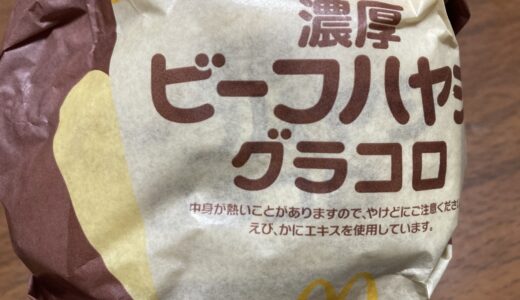 濃厚
ビーフハヤシ
グラコロ
中身が熱いことがありますので、やけどにご注意ください
えび、かにエキスを使用しています。